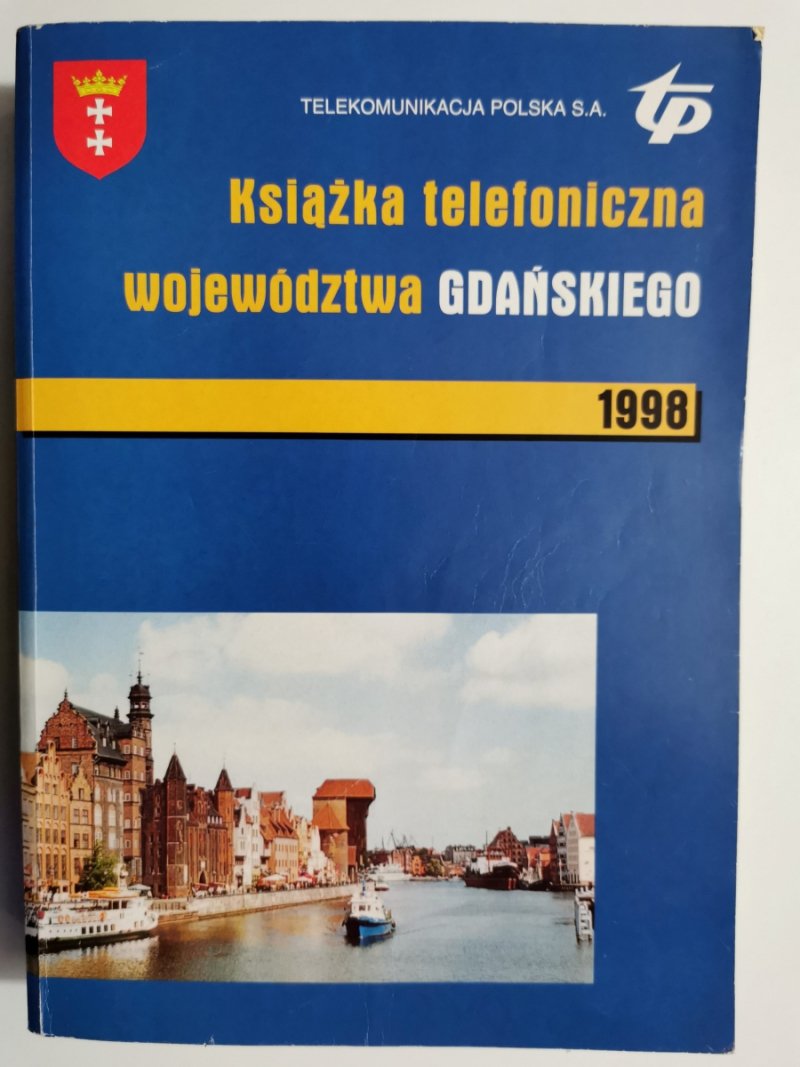 TELEKOMUNIKACJA POLSKA S.A.
tp
Książka telefoniczna
województwa GDAŃSKIEGO
1998